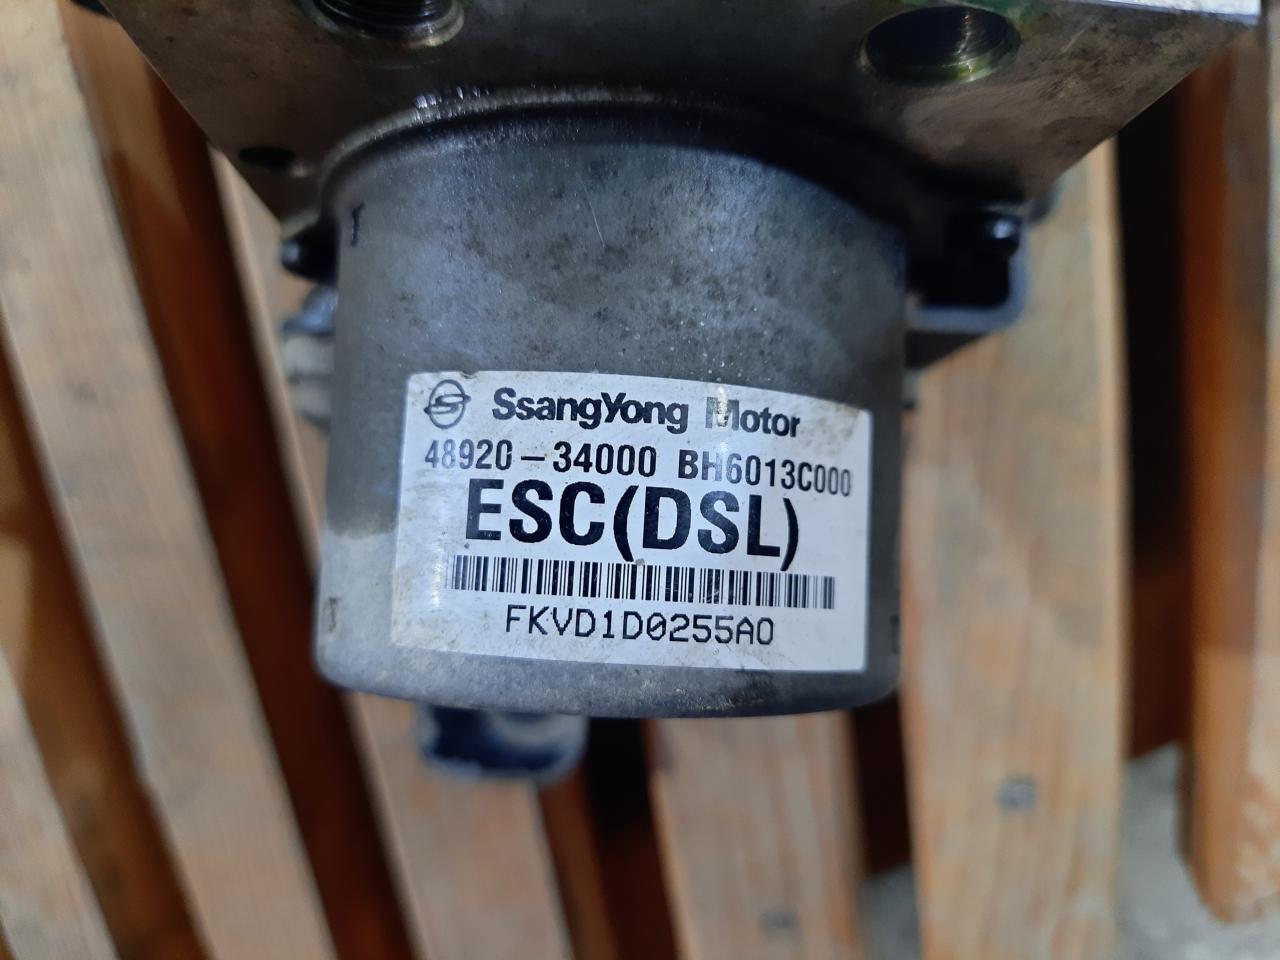 SsangYong Motor
48920-34000 BH6013C000
ESC(DSL)
FKVD1D0255A0